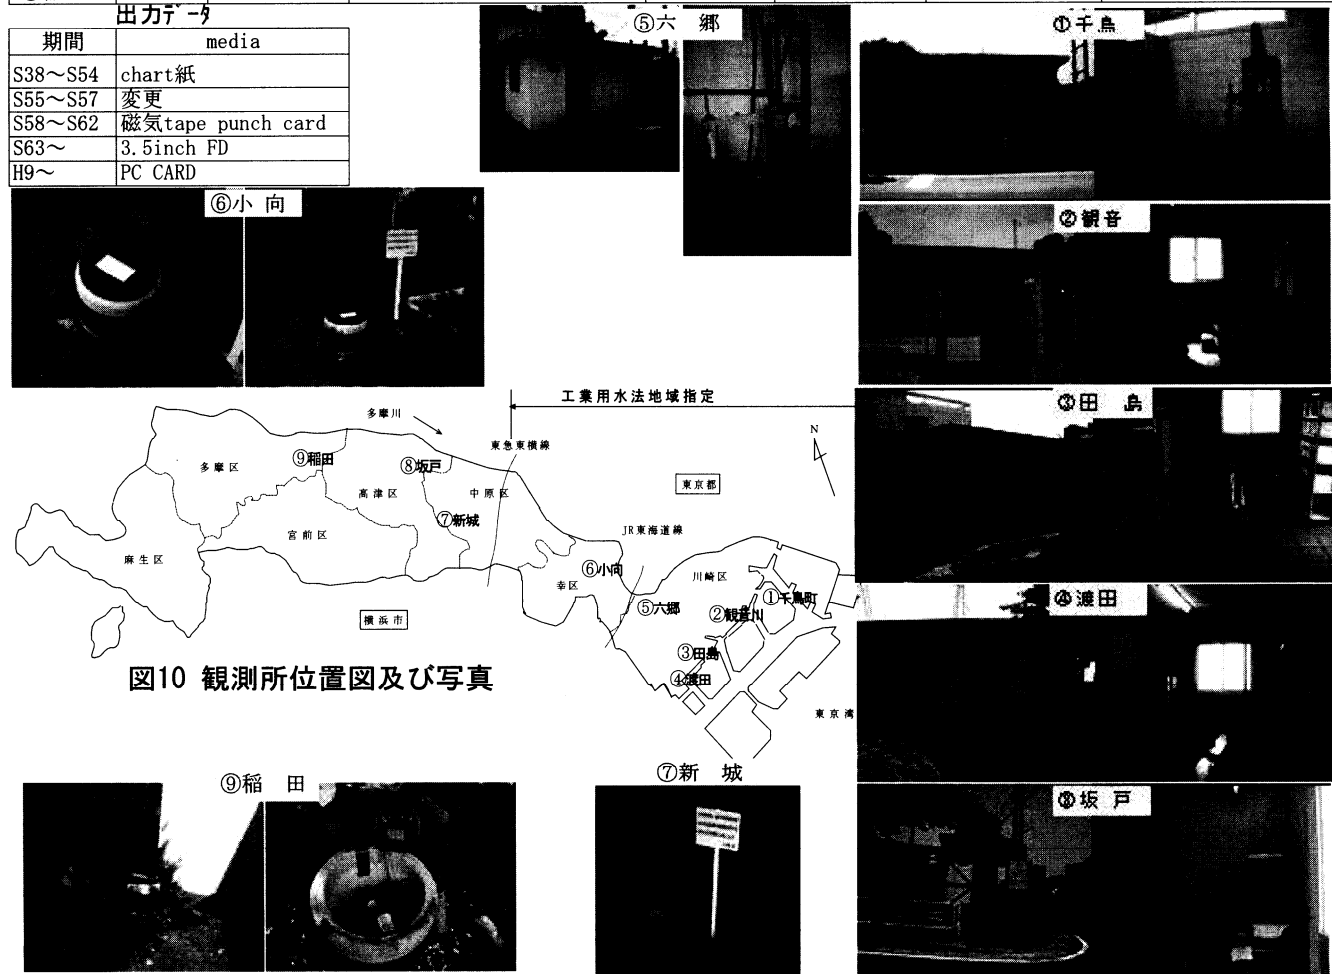 出力データ
期間 media
S38～S54 chart紙
S55～S57 変更
S58～S62 磁気tape punch card
S63～ 3.5inch FD
H9～ PC CARD
⑤六 郷
①千鳥
②観音
⑥小 向
③田 島
④渡田
⑧坂 戸
工業用水法地域指定
多摩川
東急東横線
N
多摩区
⑨稲田
⑧坂戸
高津区
中原区
東京都
⑦新城
宮前区
麻生区
JR東海道線
⑥小向
幸区
川崎区
⑤六郷
①千鳥町
②観音川
横浜市
③田島
④渡田
東京湾
図10 観測所位置図及び写真
⑨稲 田
⑦新 城